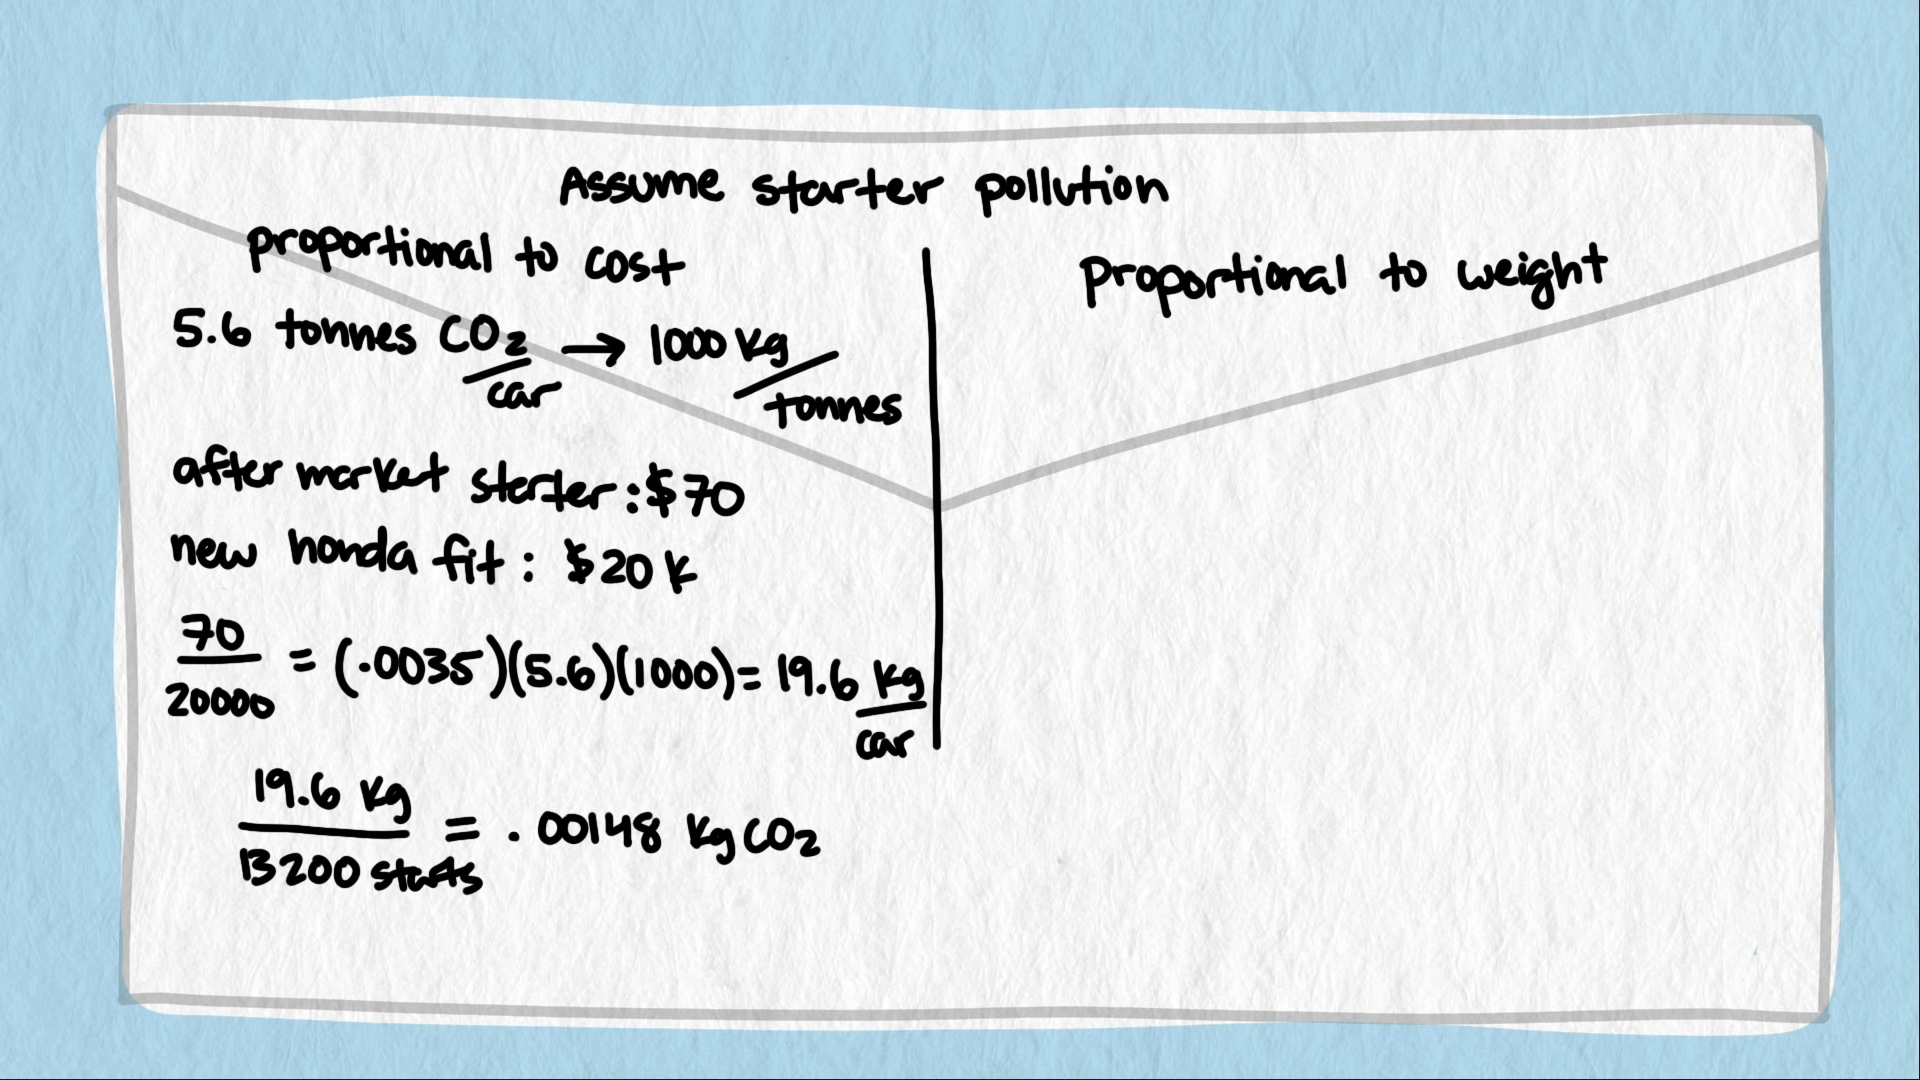 Assume starter pollution
proportional to cost
5.6 tonnes CO₂/car → 1000 kg/tonnes
after market starter: $70
new honda fit: $20 k
70/20000 = (.0035)(5.6)(1000) = 19.6 kg/car
19.6 kg/13200 starts = .00148 kg CO₂
proportional to weight